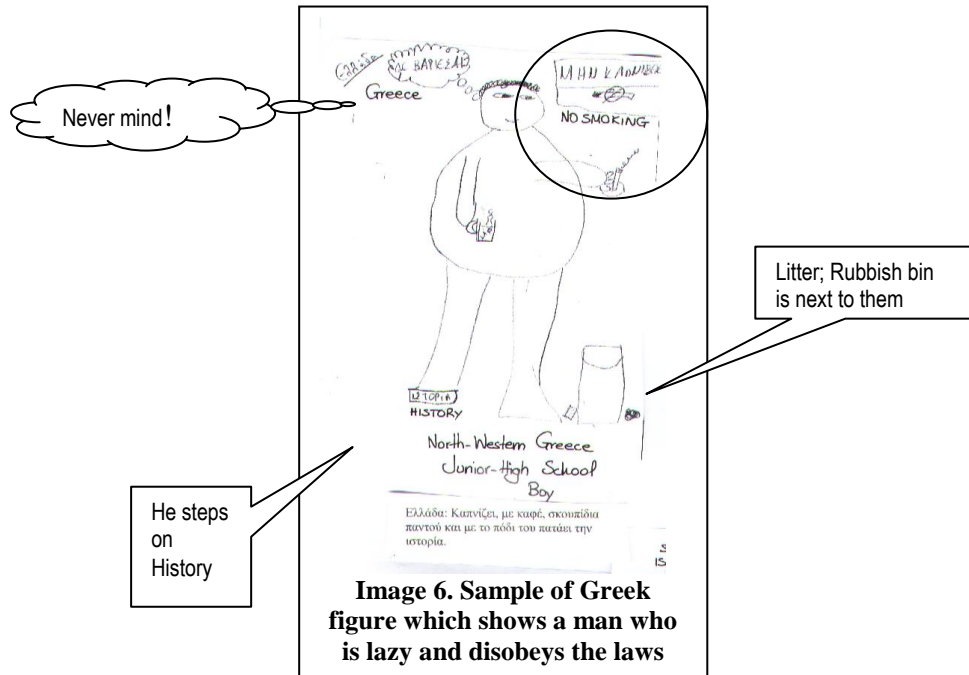 Ελλάδα
Greece
Never mind!
NO SMOKING
Litter; Rubbish bin
is next to them
ΙΣΤΟΡΙΑ
HISTORY
North-Western Greece
Junior-High School
Boy
He steps
on
History
Ελλάδα: Καπνίζει, με καφέ, σκουπίδια
παντού και με το πόδι του πατάει την
ιστορία.
Image 6. Sample of Greek
figure which shows a man who
is lazy and disobeys the laws